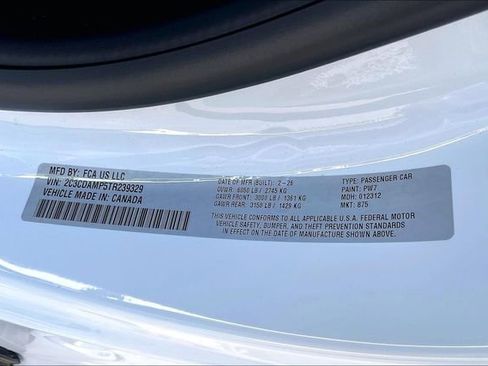 MFD BY: FCA US LLC
VIN: 2C3CDAMP5TR239329
VEHICLE MADE IN: CANADA
DATE OF MFR(BUILT): 2-26
GVWR: 6050 LB / 2745 KG
GAWR FRONT: 3000 LB / 1361 KG
GAWR REAR: 3150 LB / 1429 KG
TYPE: PASSENGER CAR
PAINT: PW7
MDH: 012312
MKT: 875
THIS VEHICLE CONFORMS TO ALL APPLICABLE U.S.A. FEDERAL MOTOR
VEHICLE SAFETY, BUMPER, AND THEFT PREVENTION STANDARDS
IN EFFECT ON THE DATE OF MANUFACTURE SHOWN ABOVE.